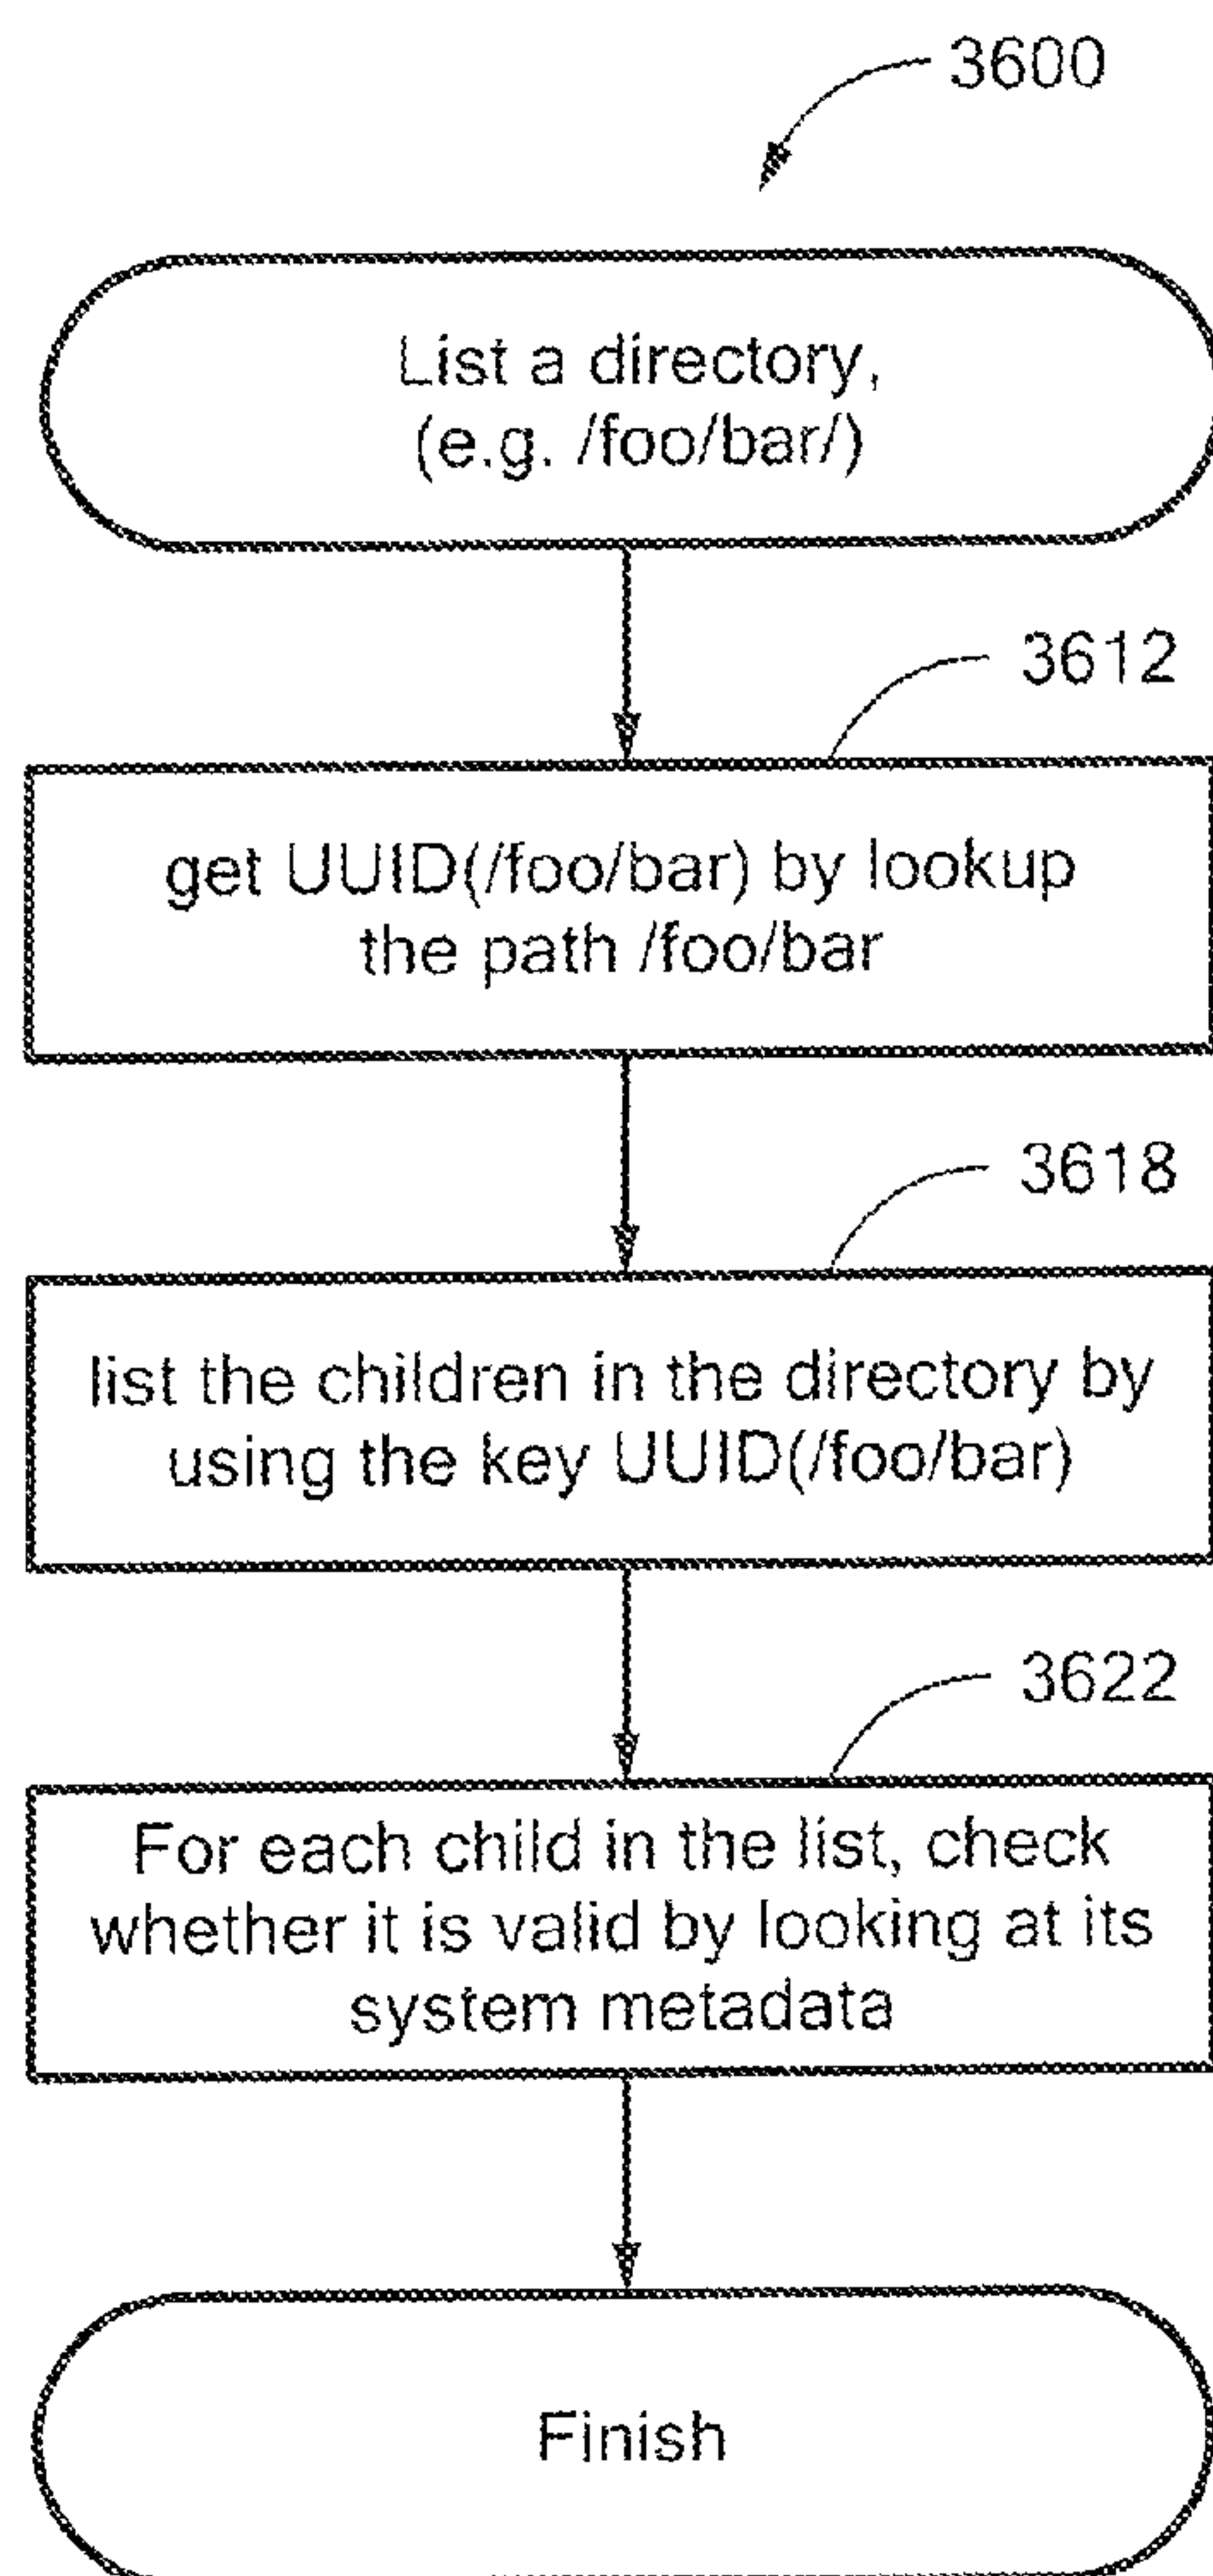 3600
List a directory,
(e.g. /foo/bar/)
3612
get UUID(/foo/bar) by lookup
the path /foo/bar
3618
list the children in the directory by
using the key UUID(/foo/bar)
3622
For each child in the list, check
whether it is valid by looking at its
system metadata
Finish